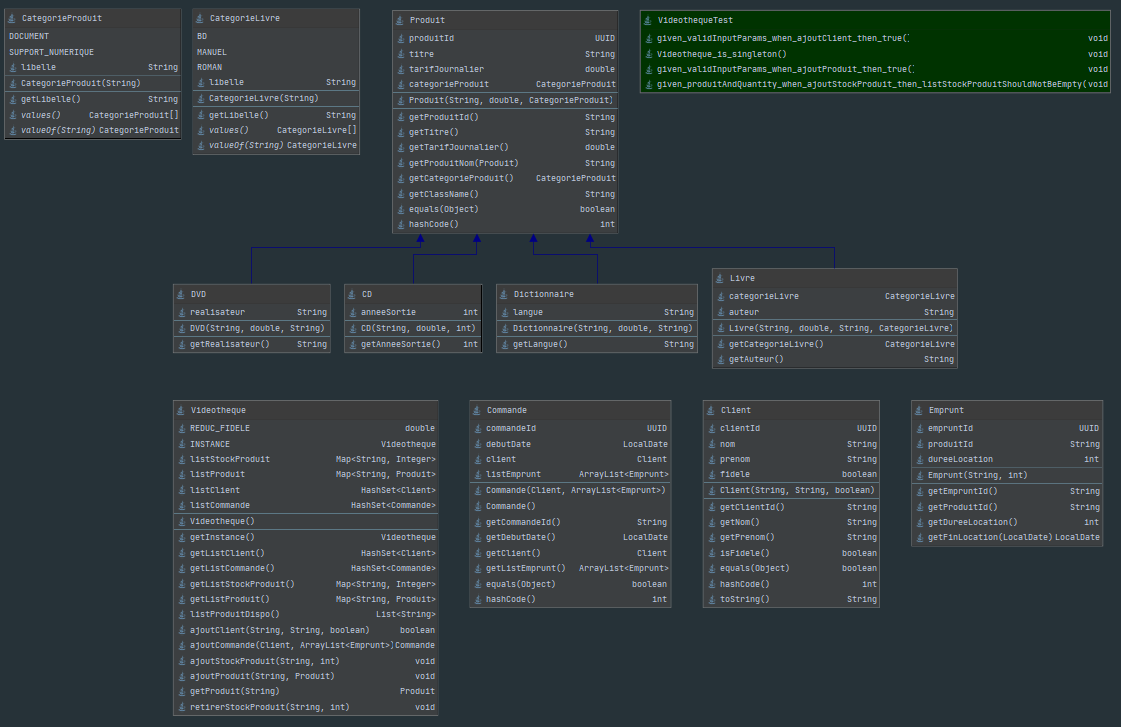 CategorieProduit
DOCUMENT
SUPPORT_NUMERIQUE
libelle String
CategorieProduit(String)
getLibelle() String
values() CategorieProduit[]
valueOf(String) CategorieProduit
CategorieLivre
BD
MANUEL
ROMAN
libelle String
CategorieLivre(String)
getLibelle() String
values() CategorieLivre[]
valueOf(String) CategorieLivre
Produit
produitId UUID
titre String
tarifJournalier double
categorieProduit CategorieProduit
Produit(String, double, CategorieProduit)
getProduitId() String
getTitre() String
getTarifJournalier() double
getProduitNom(Produit) String
getCategorieProduit() CategorieProduit
getClassName() String
equals(Object) boolean
hashCode() int
VideothequeTest
given_validInputParams_when_ajoutClient_then_true() void
Videotheque_is_singleton() void
given_validInputParams_when_ajoutProduit_then_true() void
given_produitAndQuantity_when_ajoutStockProduit_then_listStockProduitShouldNotBeEmpty( void
DVD
realisateur String
DVD(String, double, String)
getRealisateur() String
CD
anneeSortie int
CD(String, double, int)
getAnneeSortie() int
Dictionnaire
langue String
Dictionnaire(String, double, String)
getLangue() String
Livre
categorieLivre CategorieLivre
auteur String
Livre(String, double, String, CategorieLivre)
getCategorieLivre() CategorieLivre
getAuteur() String
Videotheque
REDUC_FIDELE double
INSTANCE Videotheque
listStockProduit Map<String, Integer>
listProduit Map<String, Produit>
listClient HashSet<Client>
listCommande HashSet<Commande>
Videotheque()
getInstance() Videotheque
getListClient() HashSet<Client>
getListCommande() HashSet<Commande>
getListStockProduit() Map<String, Integer>
getListProduit() Map<String, Produit>
listProduitDispo() List<String>
ajoutClient(String, String, boolean) boolean
ajoutCommande(Client, ArrayList<Emprunt>) Commande
ajoutStockProduit(String, int) void
ajoutProduit(String, Produit) void
getProduit(String) Produit
retirerStockProduit(String, int) void
Commande
commandeId UUID
debutDate LocalDate
client Client
listEmprunt ArrayList<Emprunt>
Commande(Client, ArrayList<Emprunt>)
Commande()
getCommandeId() String
getDebutDate() LocalDate
getClient() Client
getListEmprunt() ArrayList<Emprunt>
equals(Object) boolean
hashCode() int
Client
clientId UUID
nom String
prenom String
fidele boolean
Client(String, String, boolean)
getClientId() String
getNom() String
getPrenom() String
isFidele() boolean
equals(Object) boolean
hashCode() int
toString() String
Emprunt
empruntId UUID
produitId String
dureeLocation int
Emprunt(String, int)
getEmpruntId() String
getProduitId() String
getDureeLocation() int
getFinLocation(LocalDate) LocalDate